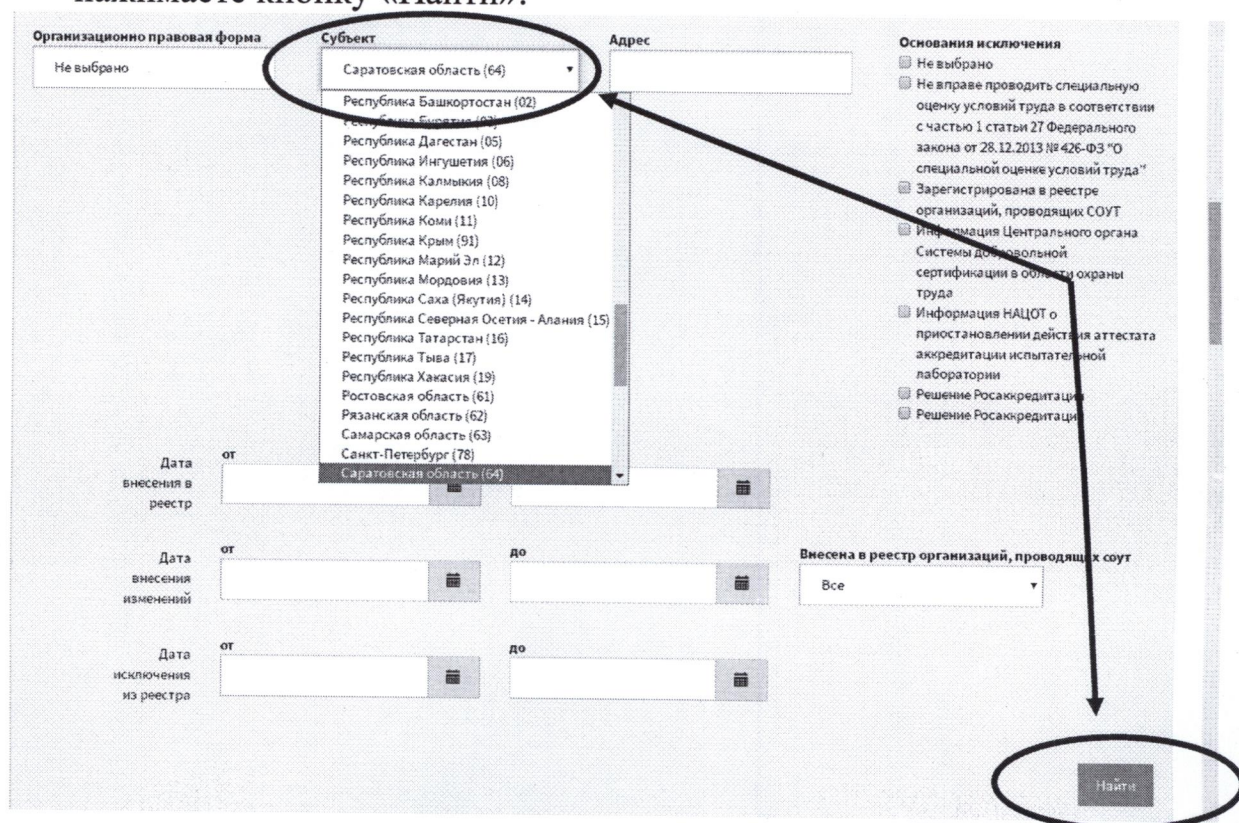 нажимаете кнопку «Найти».
Организационно правовая форма
Не выбрано
Субъект
Саратовская область (64)
Республика Башкортостан (02)
Республика Бурятия (03)
Республика Дагестан (05)
Республика Ингушетия (06)
Республика Калмыкия (08)
Республика Карелия (10)
Республика Коми (11)
Республика Крым (91)
Республика Марий Эл (12)
Республика Мордовия (13)
Республика Саха (Якутия) (14)
Республика Северная Осетия - Алания (15)
Республика Татарстан (16)
Республика Тыва (17)
Республика Хакасия (19)
Ростовская область (61)
Рязанская область (62)
Самарская область (63)
Санкт-Петербург (78)
Саратовская область (64)
Адрес
Основания исключения
Не выбрано
Не вправе проводить специальную
оценку условий труда в соответствии
с частью 1 статьи 27 Федерального
закона от 28.12.2013 № 426-ФЗ "О
специальной оценке условий труда"
Зарегистрирована в реестре
организаций, проводящих СОУТ
Информация Центрального органа
Системы добровольной
сертификации в области охраны
труда
Информация НАЦОТ о
приостановлении действия аттестата
аккредитации испытательной
лаборатории
Решение Росаккредитации
Решение Росаккредитации
Дата
внесения в
реестр
от
Дата
внесения
изменений
от
до
Внесена в реестр организаций, проводящих соут
Все
Дата
исключения
из реестра
от
до
Найти